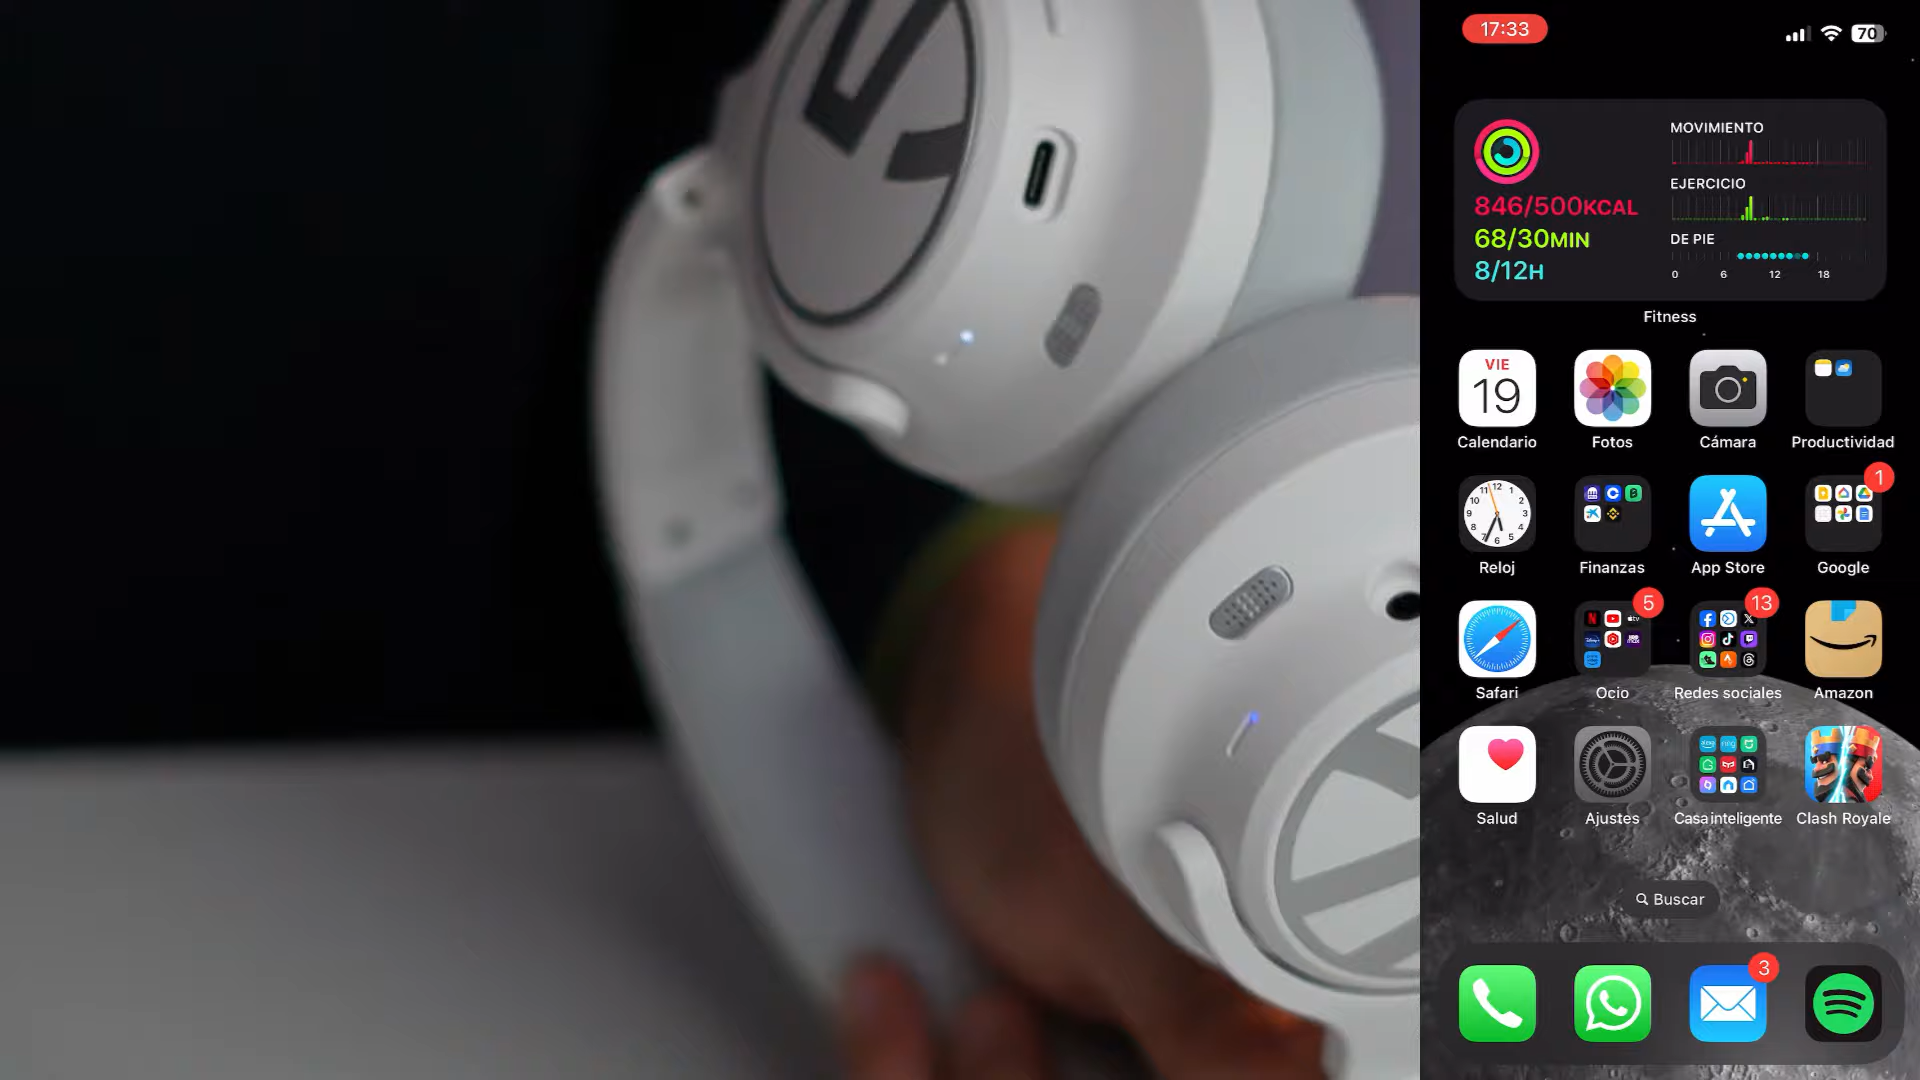 17:33
70
MOVIMIENTO
EJERCICIO
DE PIE
0 6 12 18
846/500KCAL
68/30MIN
8/12H
Fitness
VIE
19
Calendario
Fotos
Cámara
Productividad
1
Reloj
Finanzas
App Store
Google
5
13
Safari
Ocio
Redes sociales
Amazon
Salud
Ajustes
Casa inteligente
Clash Royale
Buscar
3